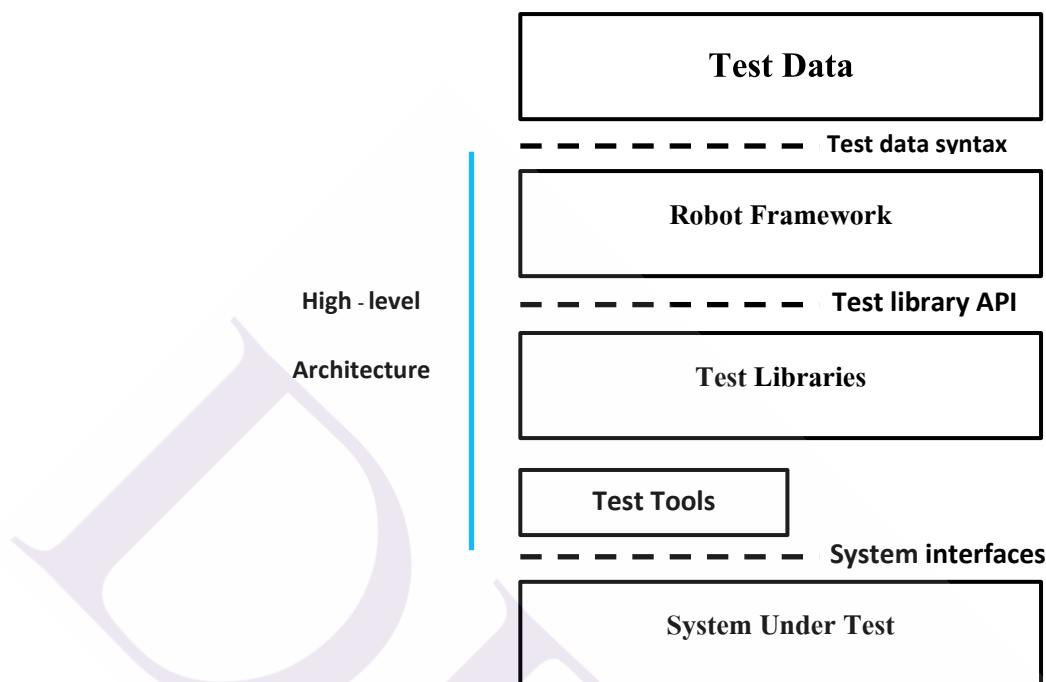 Test Data
Test data syntax
Robot Framework
High - level
Test library API
Architecture
Test Libraries
Test Tools
System interfaces
System Under Test